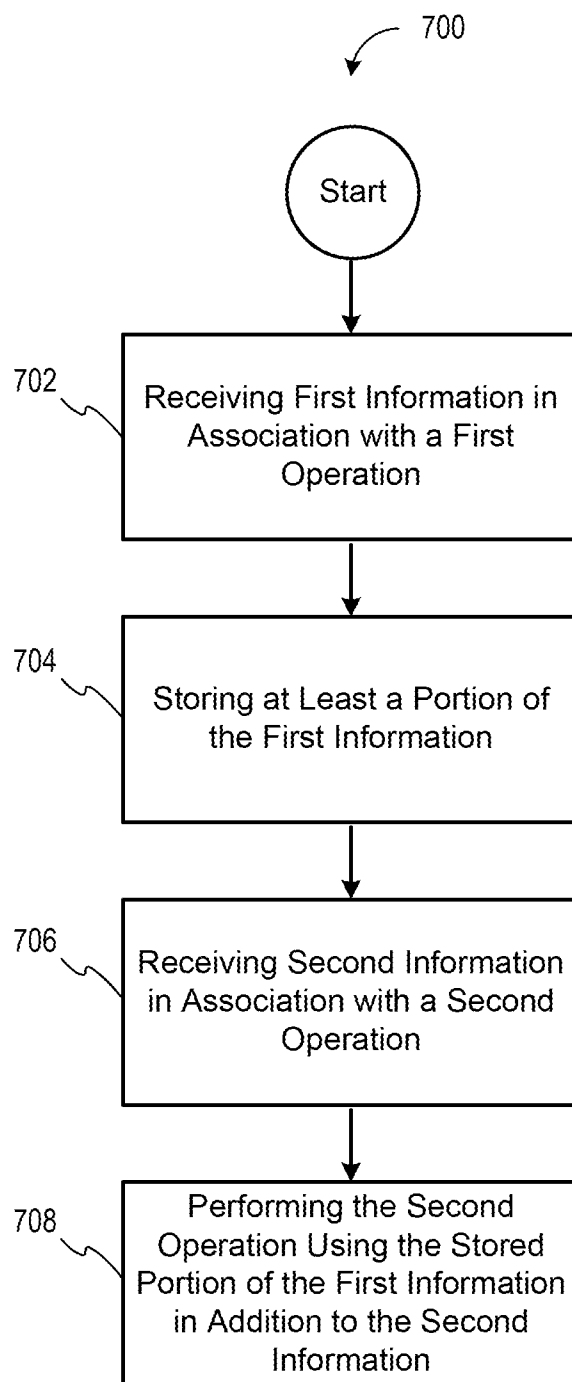 700
Start
702
Receiving First Information in
Association with a First
Operation
704
Storing at Least a Portion of
the First Information
706
Receiving Second Information
in Association with a Second
Operation
708
Performing the Second
Operation Using the Stored
Portion of the First Information
in Addition to the Second
Information